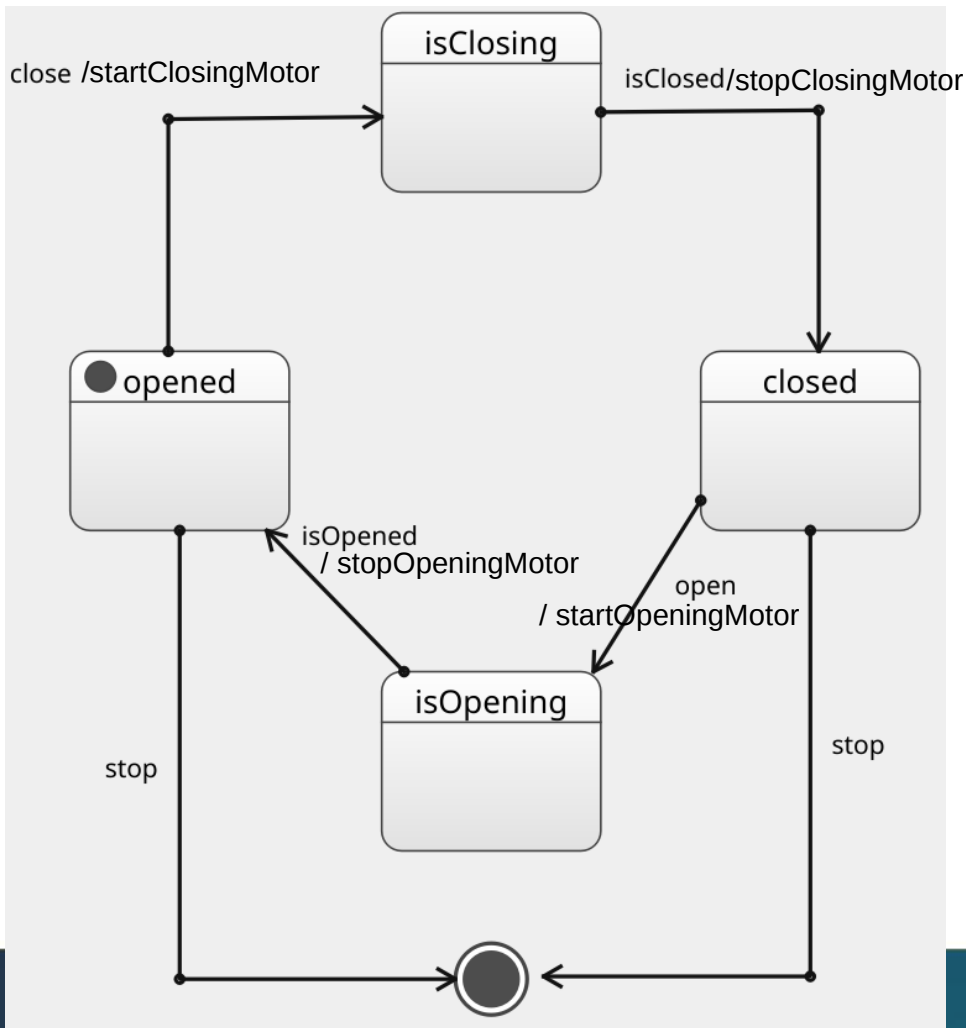 isClosing
close /startClosingMotor
isClosed/stopClosingMotor
opened
closed
isOpened
/ stopOpeningMotor
open
/ startOpeningMotor
isOpening
stop
stop